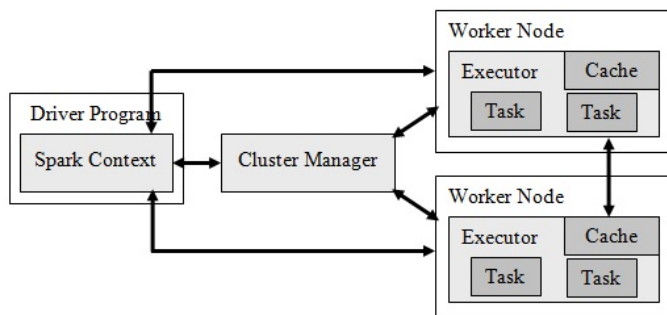 Worker Node
Executor
Cache
Task
Task
Driver Program
Spark Context
Cluster Manager
Worker Node
Executor
Cache
Task
Task